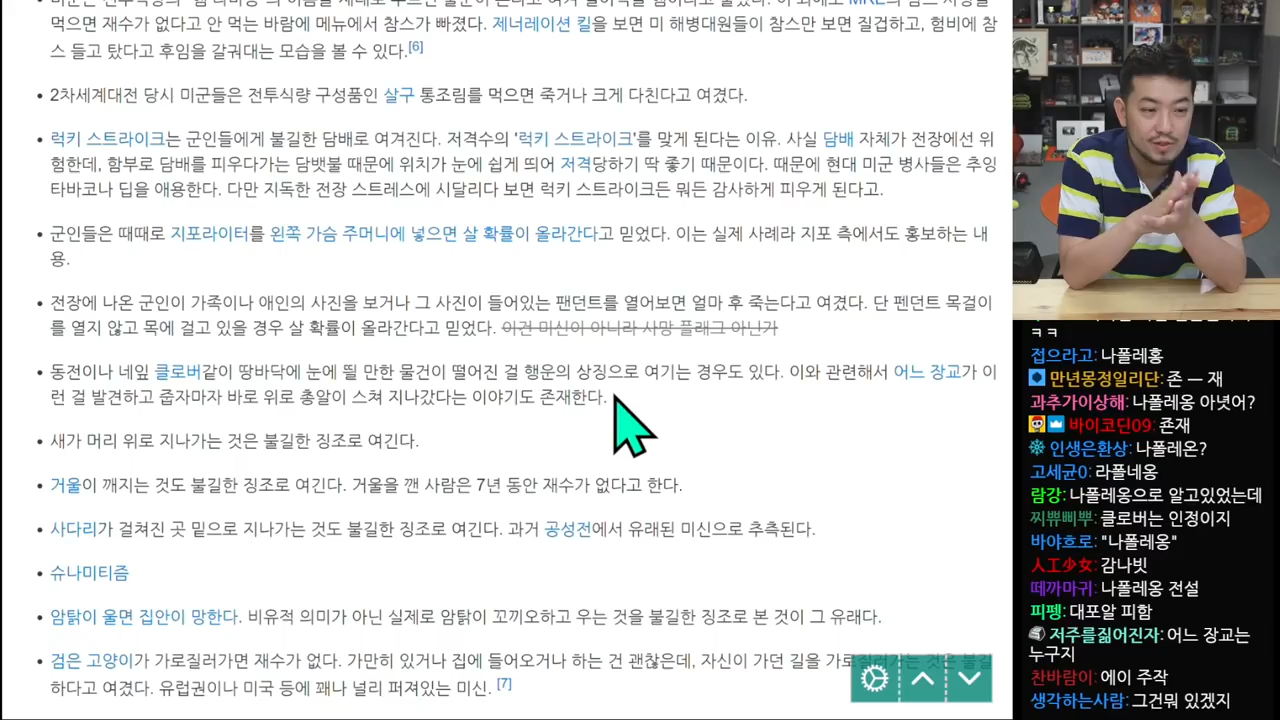 먹으면 재수가 없다고 안 먹는 바람에 메뉴에서 참스가 빠졌다. 제너레이션 킬을 보면 미 해병대원들이 참스만 보면 질겁하고, 험비에 참
스 들고 탔다고 후임을 갈궈대는 모습을 볼 수 있다.[6]
• 2차세계대전 당시 미군들은 전투식량 구성품인 살구 통조림를 먹으면 죽거나 크게 다친다고 여겼다.
• 럭키 스트라이크는 군인들에게 불길한 담배로 여겨진다. 저격수의 '럭키 스트라이크'를 맞게 된다는 이유. 사실 담배 자체가 전장에선 위
험한데, 함부로 담배를 피우다가는 담뱃불 때문에 위치가 눈에 쉽게 띄어 저격당하기 딱 좋기 때문이다. 때문에 현대 미군 병사들은 추잉
타바코나 딥을 애용한다. 다만 지독한 전장 스트레스에 시달리다 보면 럭키 스트라이크든 뭐든 감사하게 피우게 된다고.
• 군인들은 때때로 지포라이터를 왼쪽 가슴 주머니에 넣으면 살 확률이 올라간다고 믿었다. 이는 실제 사례라 지포 측에서도 홍보하는 내
용.
• 전장에 나온 군인이 가족이나 애인의 사진을 보거나 그 사진이 들어있는 팬던트를 열어보면 얼마 후 죽는다고 여겼다. 단 펜던트 목걸이
를 열지 않고 목에 걸고 있을 경우 살 확률이 올라간다고 믿었다. 이건 미신이 아니라 사망 플래그 아닌가
• 동전이나 네잎 클로버같이 땅바닥에 눈에 띌 만한 물건이 떨어진 걸 행운의 상징으로 여기는 경우도 있다. 이와 관련해서 어느 장교가 이
런 걸 발견하고 줍자마자 바로 위로 총알이 스쳐 지나갔다는 이야기도 존재한다.
• 새가 머리 위로 지나가는 것은 불길한 징조로 여긴다.
• 거울이 깨지는 것도 불길한 징조로 여긴다. 거울을 깬 사람은 7년 동안 재수가 없다고 한다.
• 사다리가 걸쳐진 곳 밑으로 지나가는 것도 불길한 징조로 여긴다. 과거 공성전에서 유래된 미신으로 추측된다.
• 슈나미티즘
• 암탉이 울면 집안이 망한다. 비유적 의미가 아닌 실제로 암탉이 꼬끼오하고 우는 것을 불길한 징조로 본 것이 그 유래다.
• 검은 고양이가 가로질러가면 재수가 없다. 가만히 있거나 집에 들어오거나 하는 건 괜찮은데, 자신이 가던 길을 가로질러가는 것은 불길
하다고 여겼다. 유럽권이나 미국 등에 꽤나 널리 퍼져있는 미신. [7]
ㅋㅋ
접으라고: 나폴레홍
만년몽정일리단: 존 ㅡ 재
과추가이상해: 나폴레옹 아녓어?
바이코딘09: 죤재
인생은환상: 나폴레온?
고세균0: 라폴네옹
람강: 나폴레옹으로 알고있었는데
찌쀼삐뿌: 클로버는 인정이지
바야흐로: "나폴레옹"
人工少女: 감나빗
떼까마귀: 나폴레옹 전설
피펭: 대포알 피함
저주를짊어진자: 어느 장교는
누구지
찬바람이: 에이 주작
생각하는사람: 그건뭐 있겠지